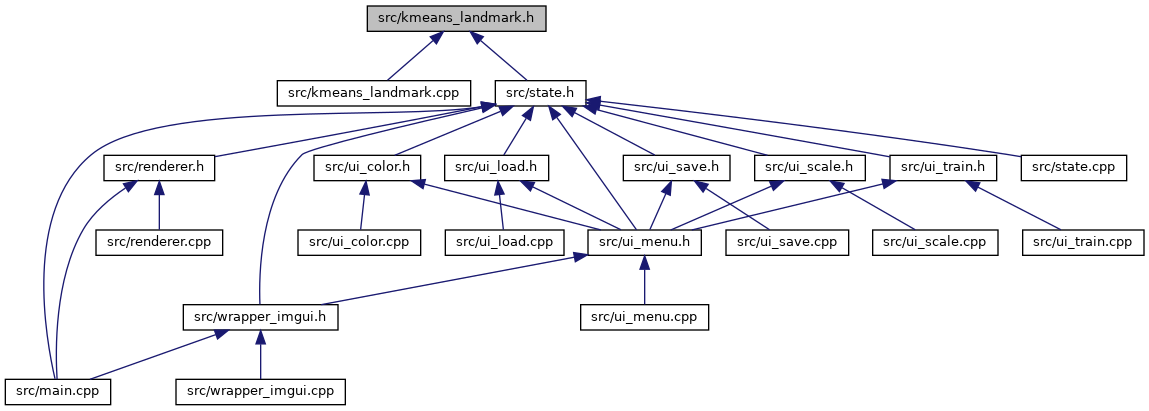 src/kmeans_landmark.h
src/kmeans_landmark.cpp
src/state.h
src/renderer.h
src/ui_color.h
src/ui_load.h
src/ui_save.h
src/ui_scale.h
src/ui_train.h
src/state.cpp
src/renderer.cpp
src/ui_color.cpp
src/ui_load.cpp
src/ui_menu.h
src/ui_save.cpp
src/ui_scale.cpp
src/ui_train.cpp
src/wrapper_imgui.h
src/ui_menu.cpp
src/main.cpp
src/wrapper_imgui.cpp